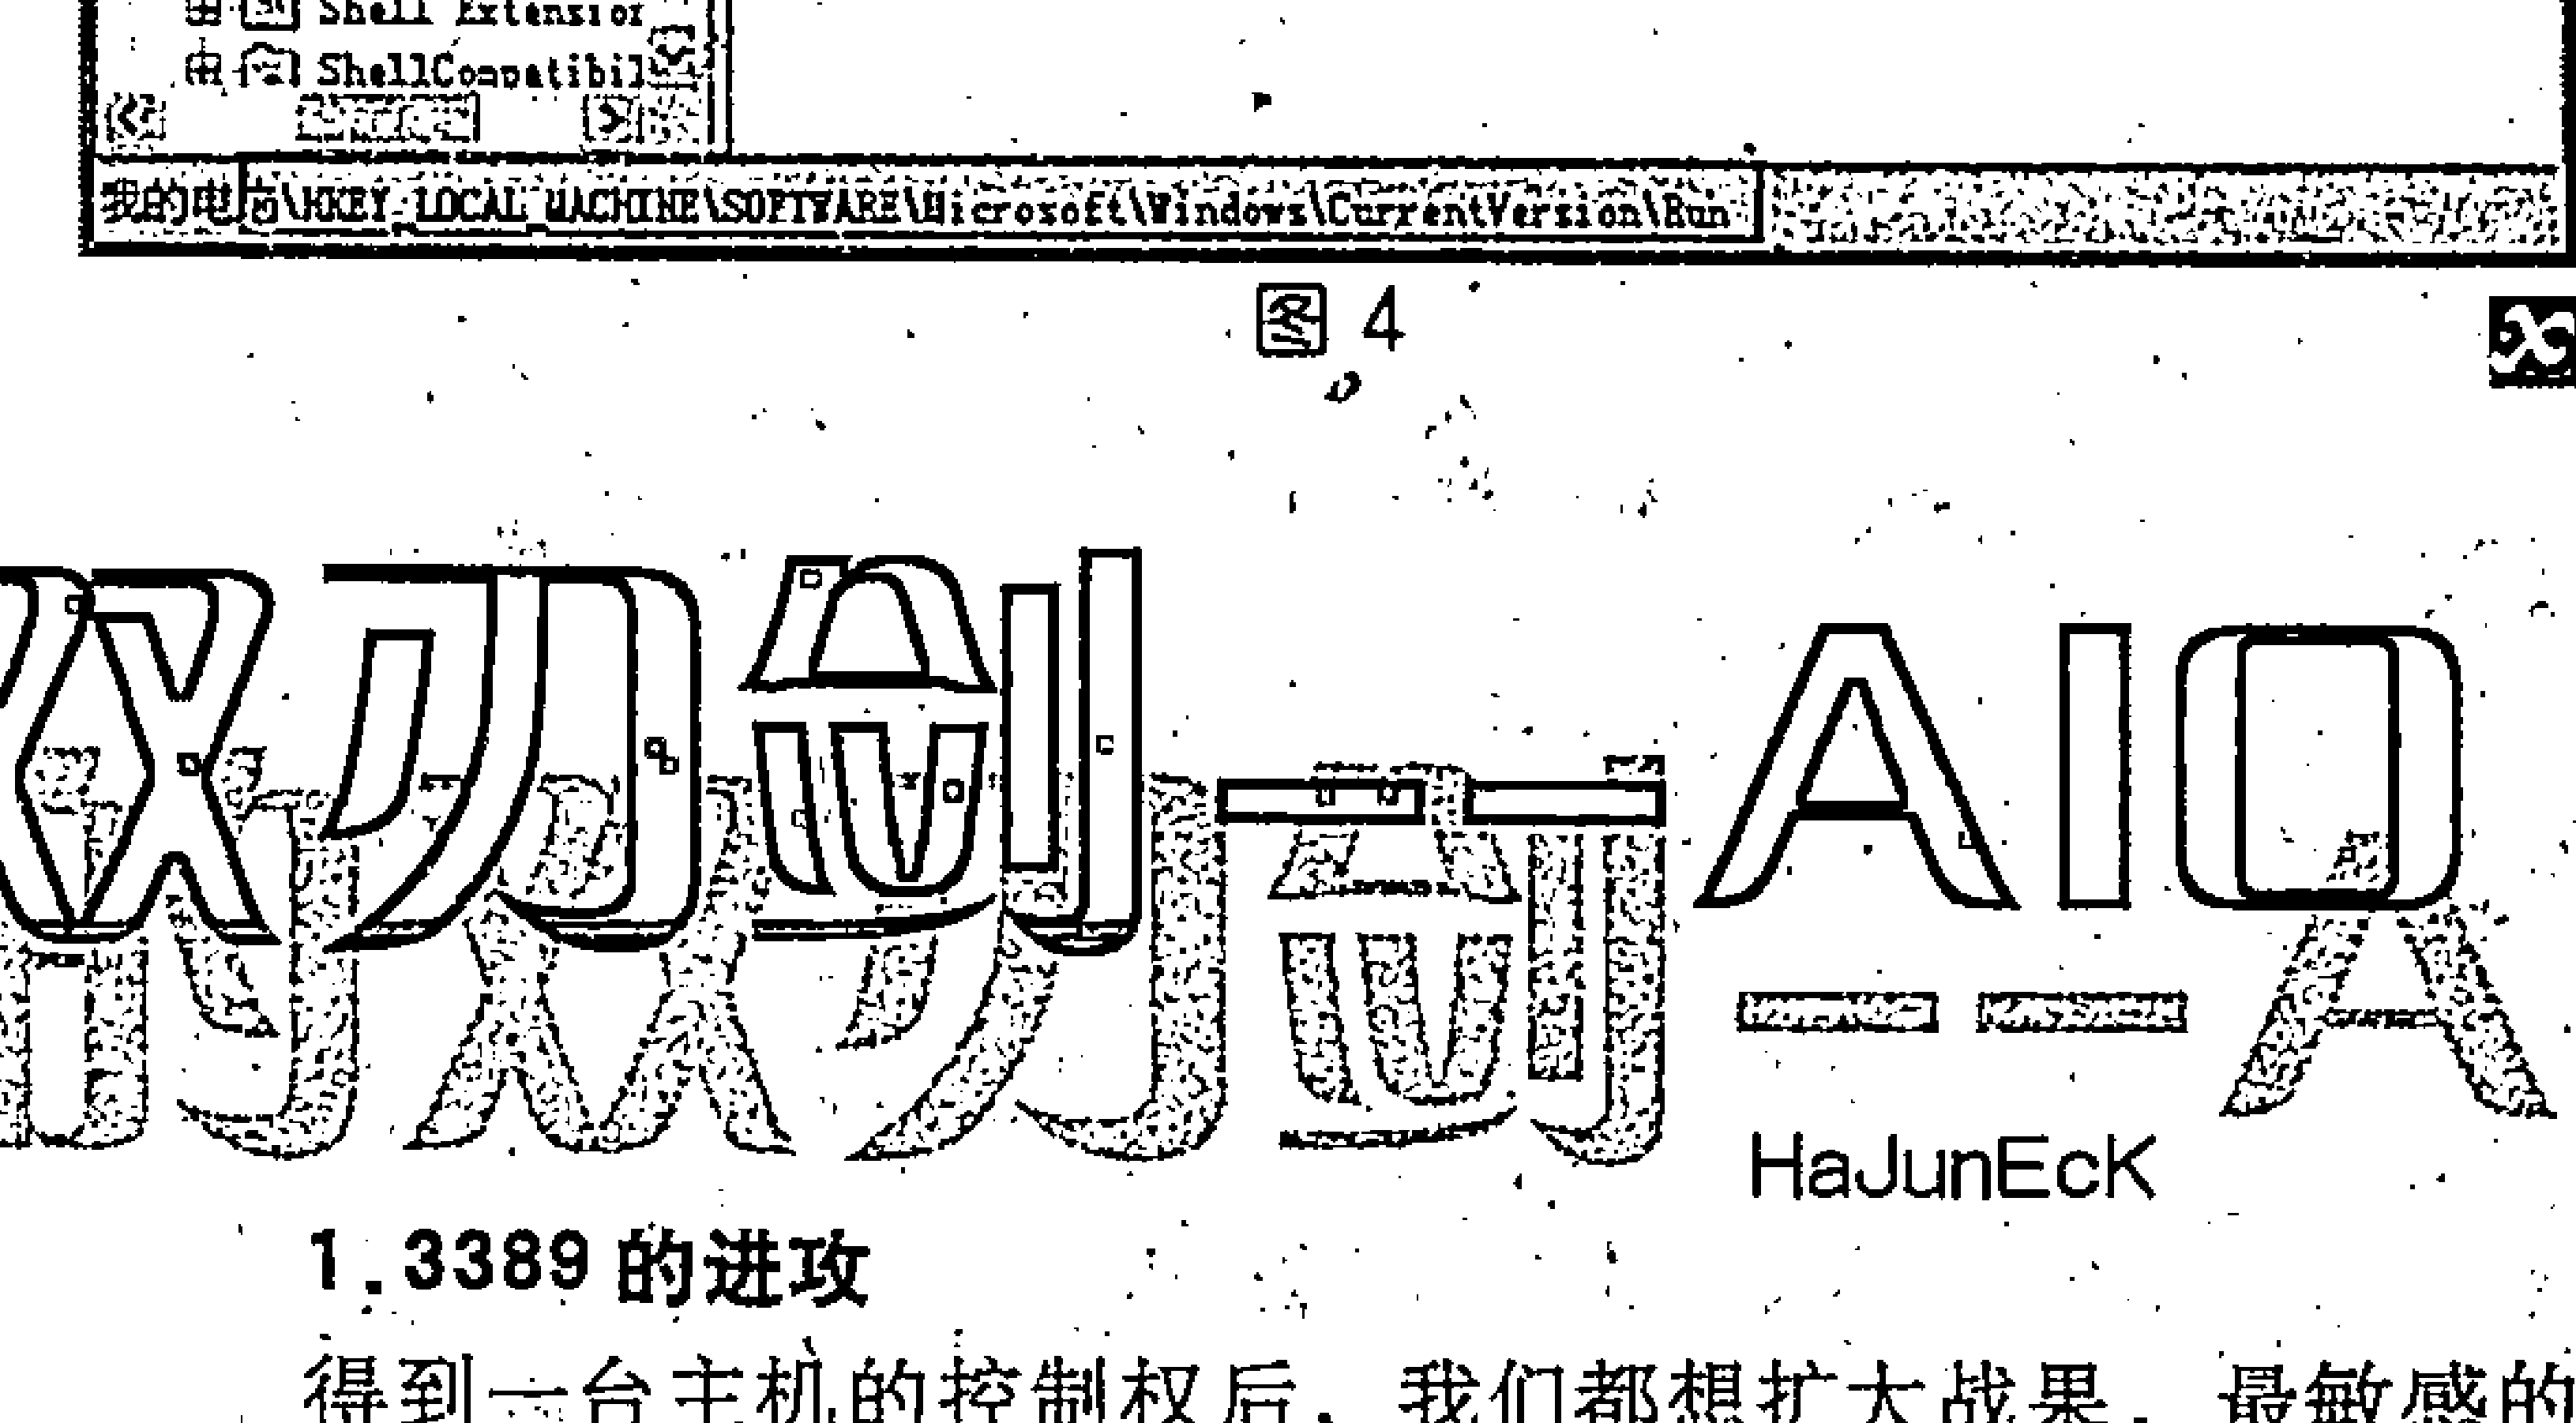 Shell Extension
ShellCompatibil
我的电脑\HKEY_LOCAL_MACHINE\SOFTWARE\Microsoft\Windows\CurrentVersion\Run
图 4
双刃剑——AIO
HaJunEcK
1.3389 的进攻
得到一台主机的控制权后，我们都想扩大战果，最敏感的